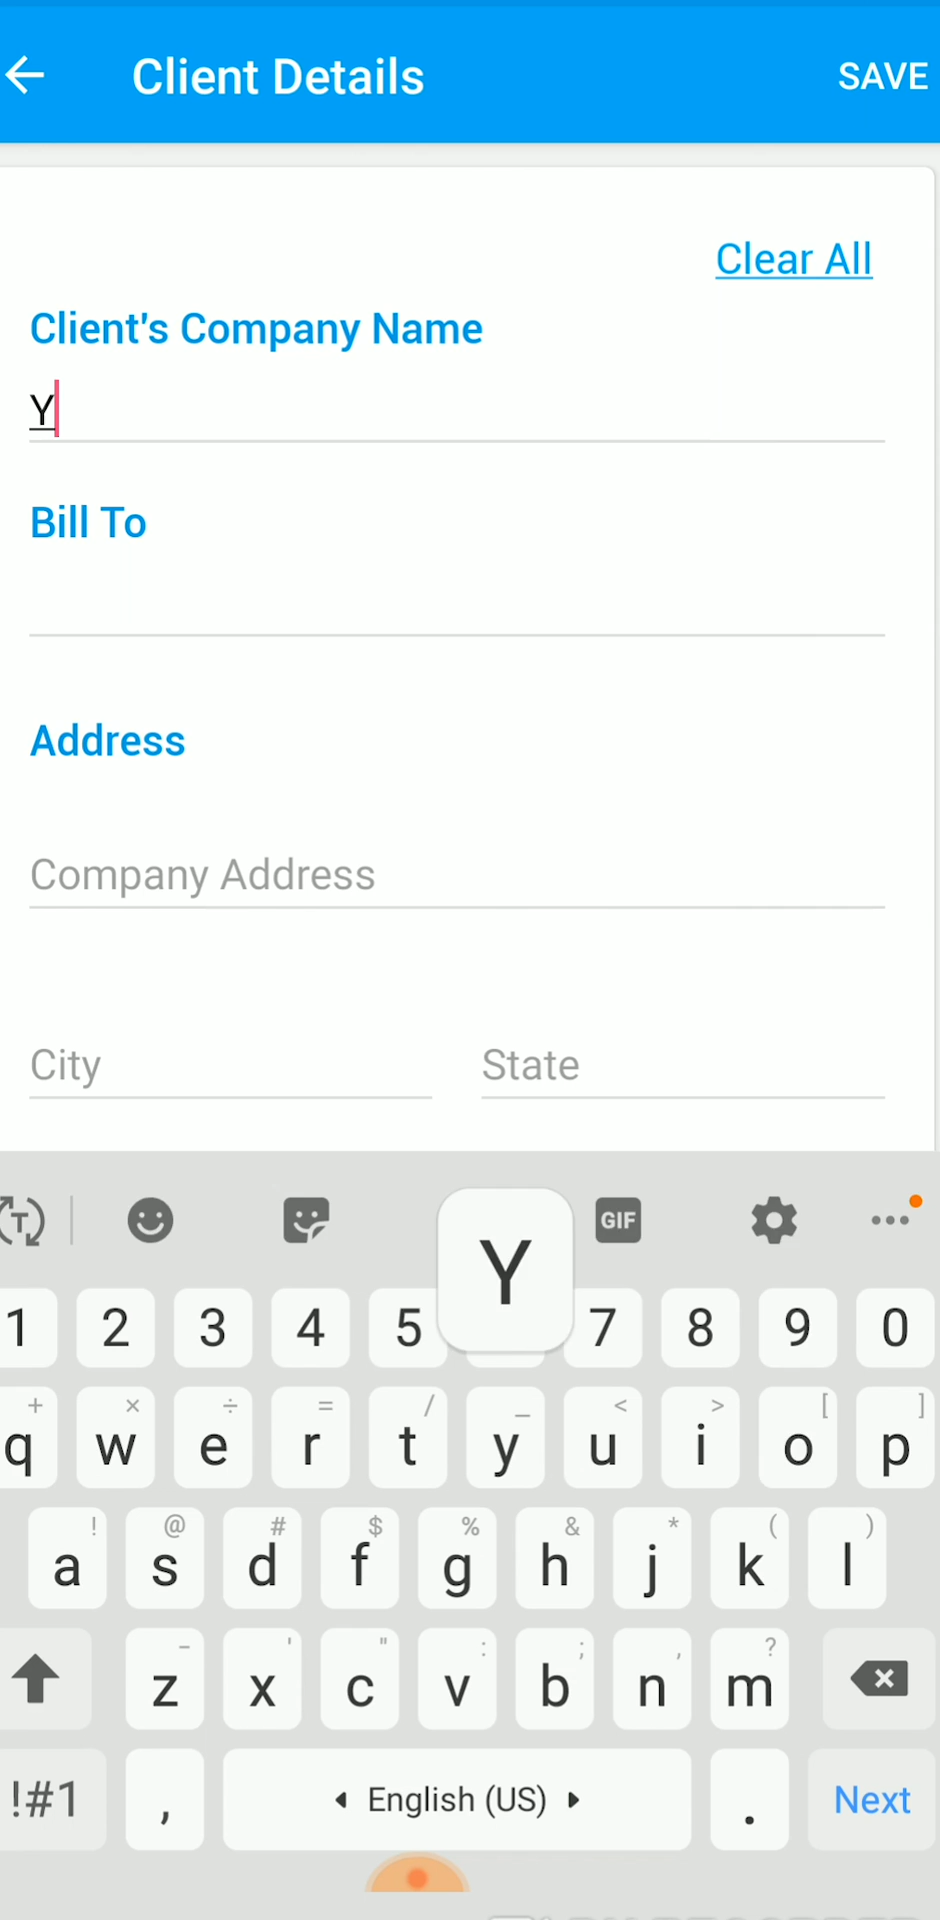 Client Details
SAVE
Clear All
Client's Company Name
Y
Bill To
Address
Company Address
City State
T GIF
Y
1 2 3 4 5 7 8 9 0
+ × ÷ = / _ < > [ ]
q w e r t y u i o p
! @ # $ % & * ( )
a s d f g h j k l
- ' " : ; , ?
z x c v b n m
!#1 , English (US) . Next